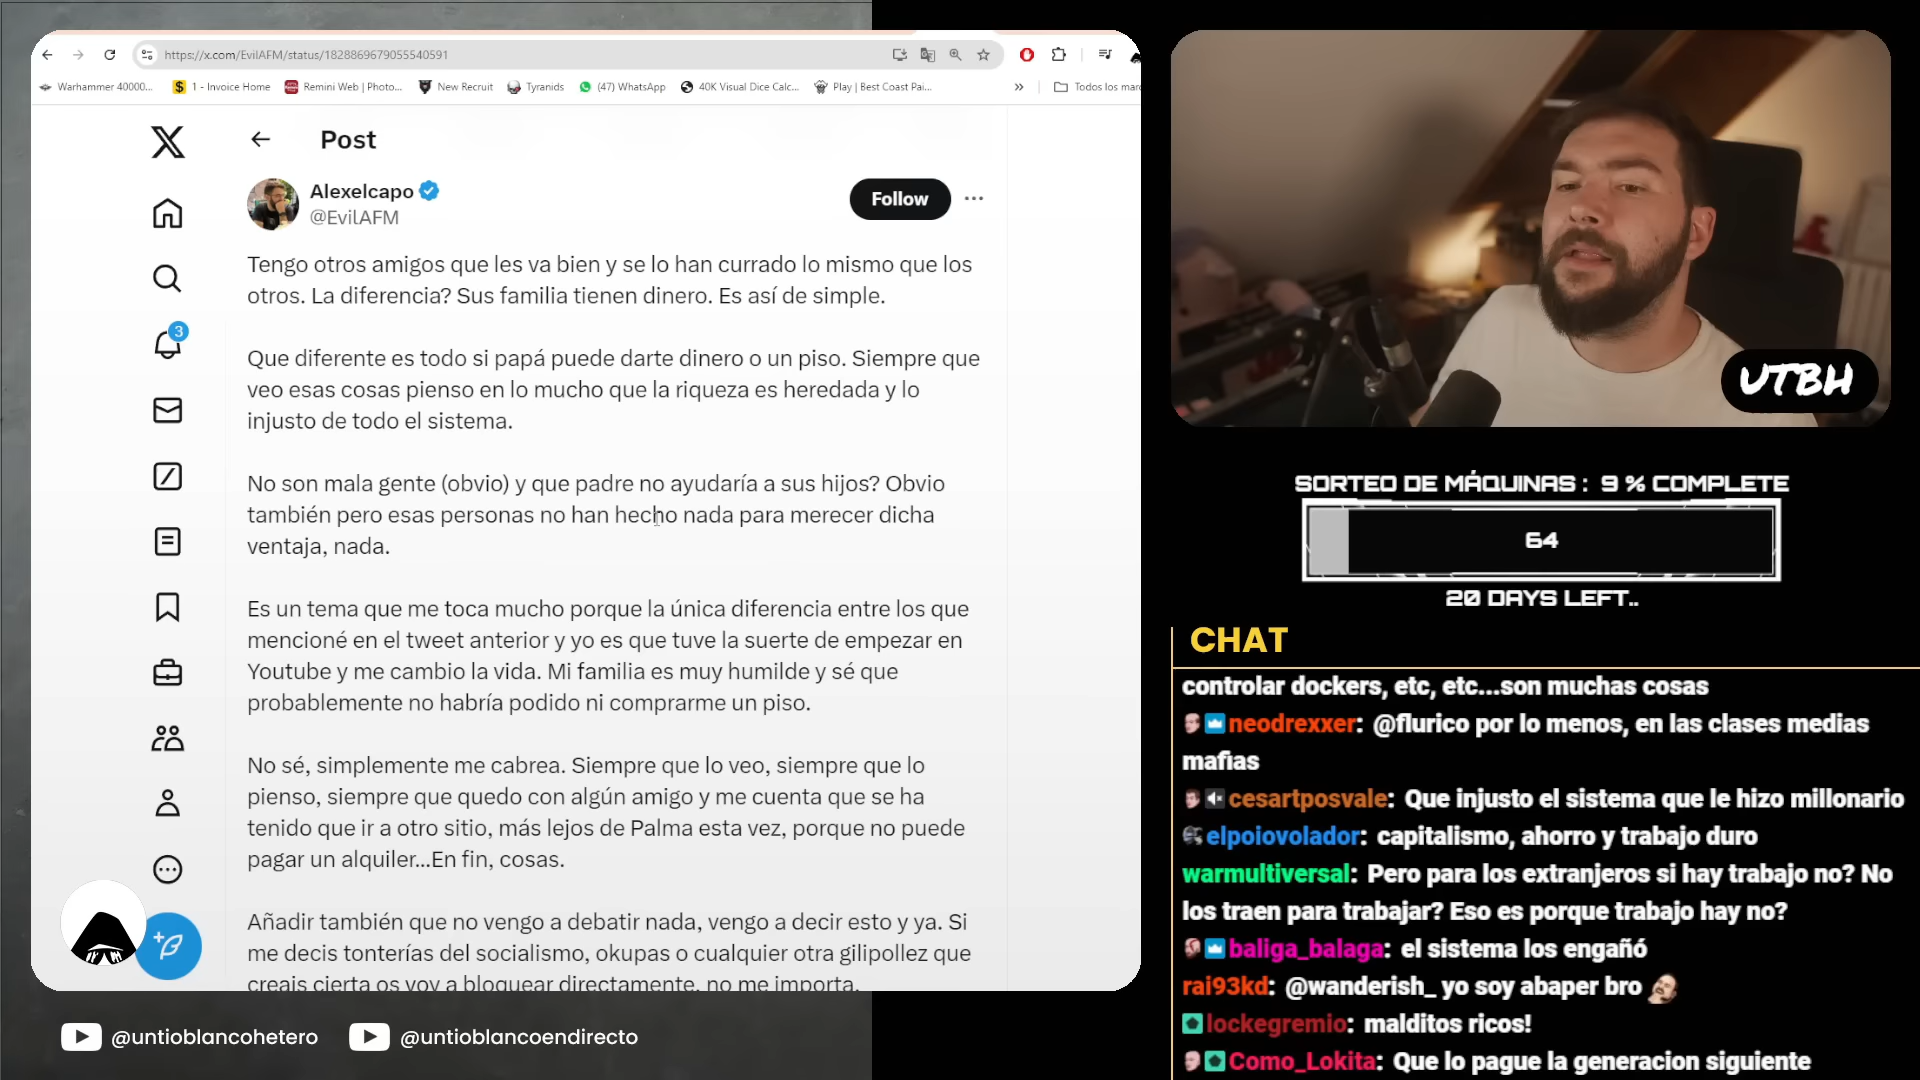 https://x.com/EvilAFM/status/1828869679055540591
Warhammer 40000...
1 - Invoice Home
Remini Web | Photo...
New Recruit
Tyranids
(47) WhatsApp
40K Visual Dice Calc...
Play | Best Coast Pai...
Todos los marc
Post
Alexelcapo
@EvilAFM
Follow
3
Tengo otros amigos que les va bien y se lo han currado lo mismo que los
otros. La diferencia? Sus familia tienen dinero. Es así de simple.
Que diferente es todo si papá puede darte dinero o un piso. Siempre que
veo esas cosas pienso en lo mucho que la riqueza es heredada y lo
injusto de todo el sistema.
No son mala gente (obvio) y que padre no ayudaría a sus hijos? Obvio
también pero esas personas no han hecho nada para merecer dicha
ventaja, nada.
Es un tema que me toca mucho porque la única diferencia entre los que
mencioné en el tweet anterior y yo es que tuve la suerte de empezar en
Youtube y me cambio la vida. Mi familia es muy humilde y sé que
probablemente no habría podido ni comprarme un piso.
No sé, simplemente me cabrea. Siempre que lo veo, siempre que lo
pienso, siempre que quedo con algún amigo y me cuenta que se ha
tenido que ir a otro sitio, más lejos de Palma esta vez, porque no puede
pagar un alquiler...En fin, cosas.
Añadir también que no vengo a debatir nada, vengo a decir esto y ya. Si
me decis tonterías del socialismo, okupas o cualquier otra gilipollez que
creais cierta os voy a bloquear directamente, no me importa.
@untioblancohetero
@untioblancoendirecto
UTBH
SORTEO DE MÁQUINAS : 9 % COMPLETE
64
20 DAYS LEFT..
CHAT
controlar dockers, etc, etc...son muchas cosas
neodrexxer: @flurico por lo menos, en las clases medias
mafias
cesartposvale: Que injusto el sistema que le hizo millonario
elpoiovolador: capitalismo, ahorro y trabajo duro
warmultiversal: Pero para los extranjeros si hay trabajo no? No
los traen para trabajar? Eso es porque trabajo hay no?
baliga_balaga: el sistema los engañó
rai93kd: @wanderish_ yo soy abaper bro
lockegremio: malditos ricos!
Como_Lokita: Que lo pague la generacion siguiente